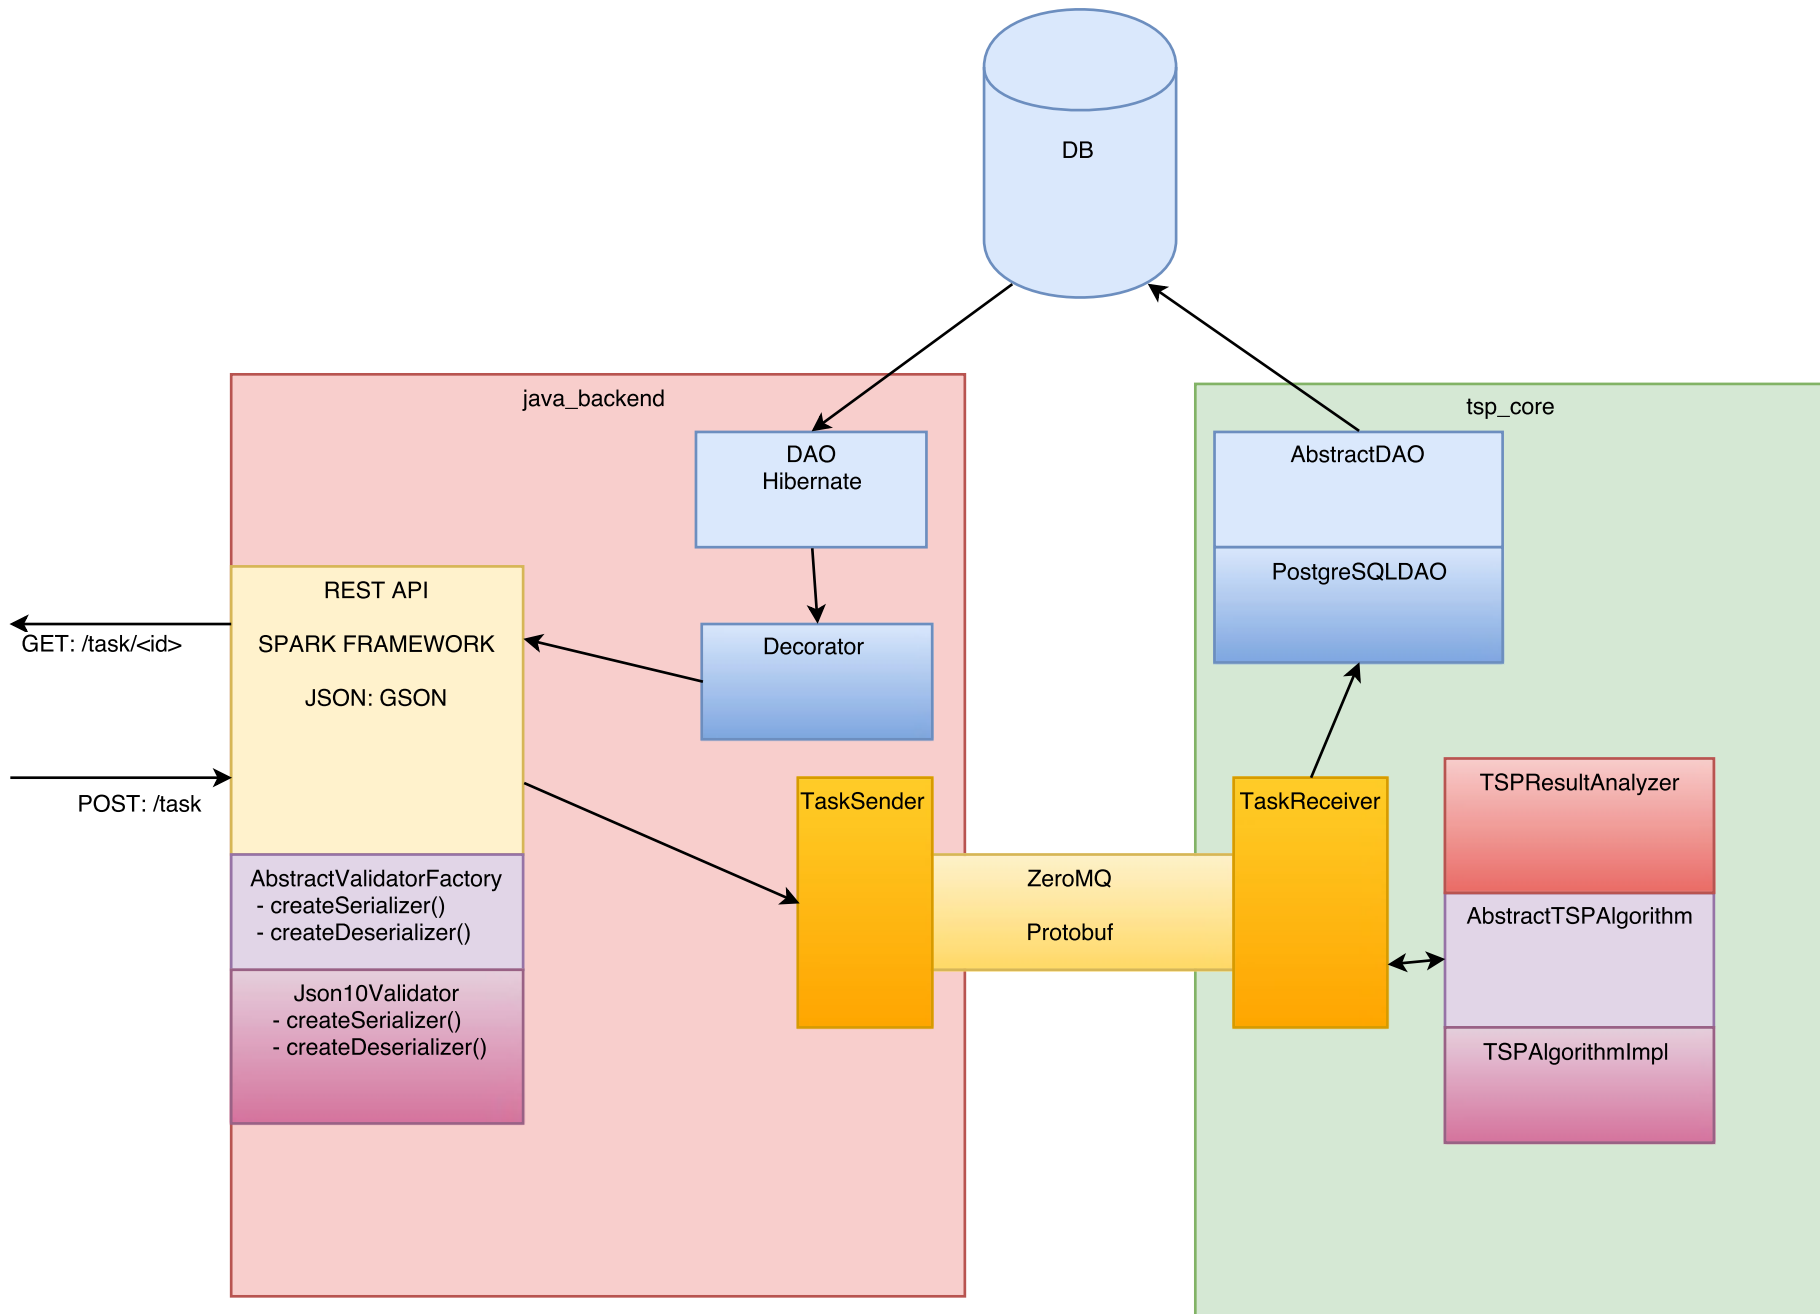 DB
java_backend
DAO
Hibernate
REST API
SPARK FRAMEWORK
JSON: GSON
GET: /task/<id>
POST: /task
Decorator
TaskSender
AbstractValidatorFactory
- createSerializer()
- createDeserializer()
Json10Validator
- createSerializer()
- createDeserializer()
ZeroMQ
Protobuf
tsp_core
AbstractDAO
PostgreSQLDAO
TaskReceiver
TSPResultAnalyzer
AbstractTSPAlgorithm
TSPAlgorithmImpl